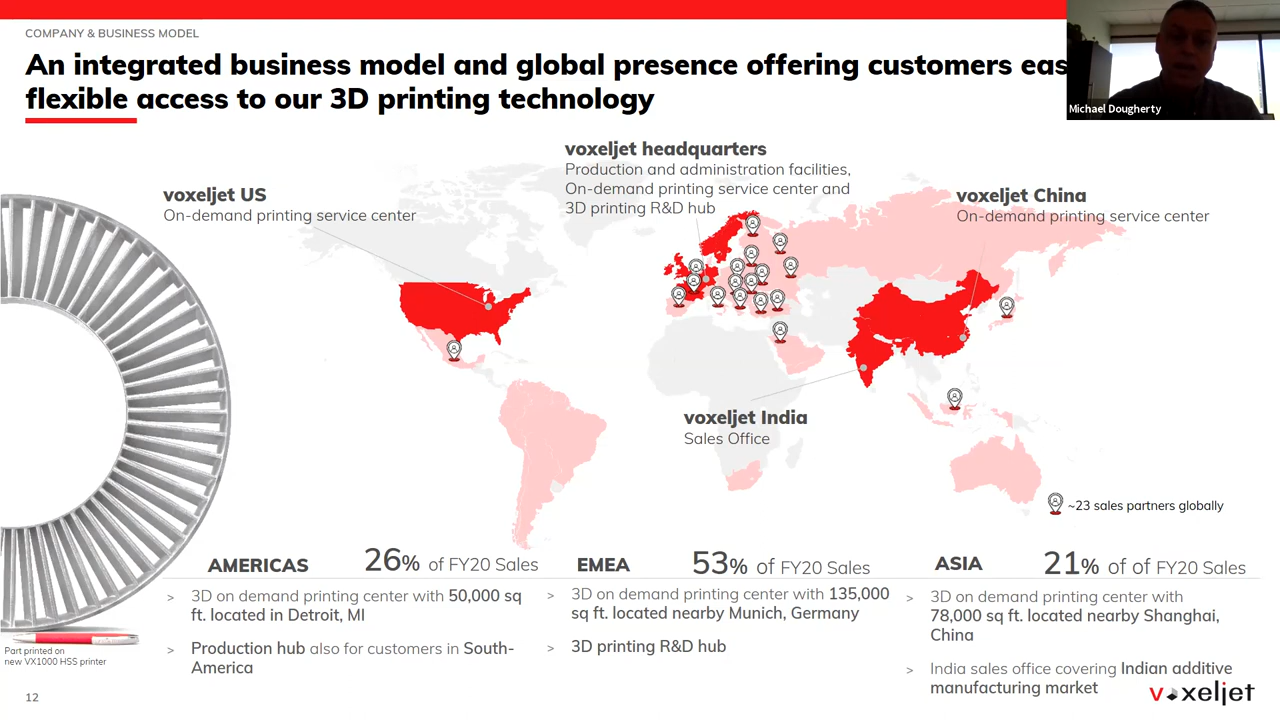 COMPANY & BUSINESS MODEL
An integrated business model and global presence offering customers eas
flexible access to our 3D printing technology
Michael Dougherty
voxeljet headquarters
Production and administration facilities,
On-demand printing service center and
3D printing R&D hub
voxeljet US
On-demand printing service center
voxeljet China
On-demand printing service center
voxeljet India
Sales Office
~23 sales partners globally
AMERICAS 26% of FY20 Sales
> 3D on demand printing center with 50,000 sq
ft. located in Detroit, MI
> Production hub also for customers in South-
America
EMEA 53% of FY20 Sales
> 3D on demand printing center with 135,000
sq ft. located nearby Munich, Germany
> 3D printing R&D hub
ASIA 21% of of FY20 Sales
> 3D on demand printing center with
78,000 sq ft. located nearby Shanghai,
China
> India sales office covering Indian additive
manufacturing market
Part printed on
new VX1000 HSS printer
12
voxeljet